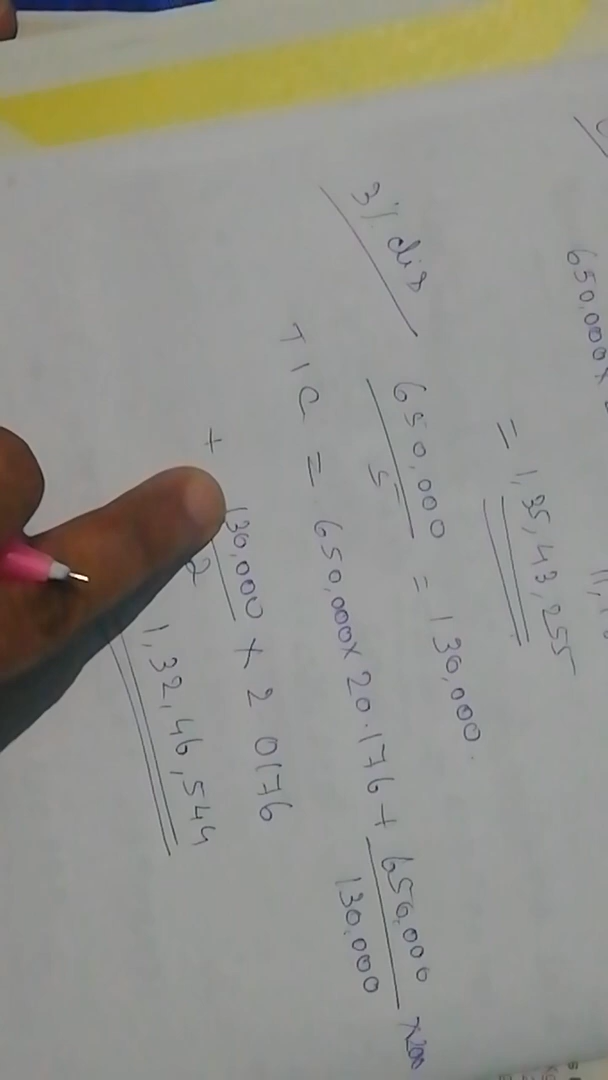 650,000 x
= 1,35,43,255
3% dis
650,000 / 5 = 130,000.
TIC = 650,000 x 20.176 + 650,000 / 130,000 x 200
+ 130,000 / 2 x 2 0176
1,32,46,544